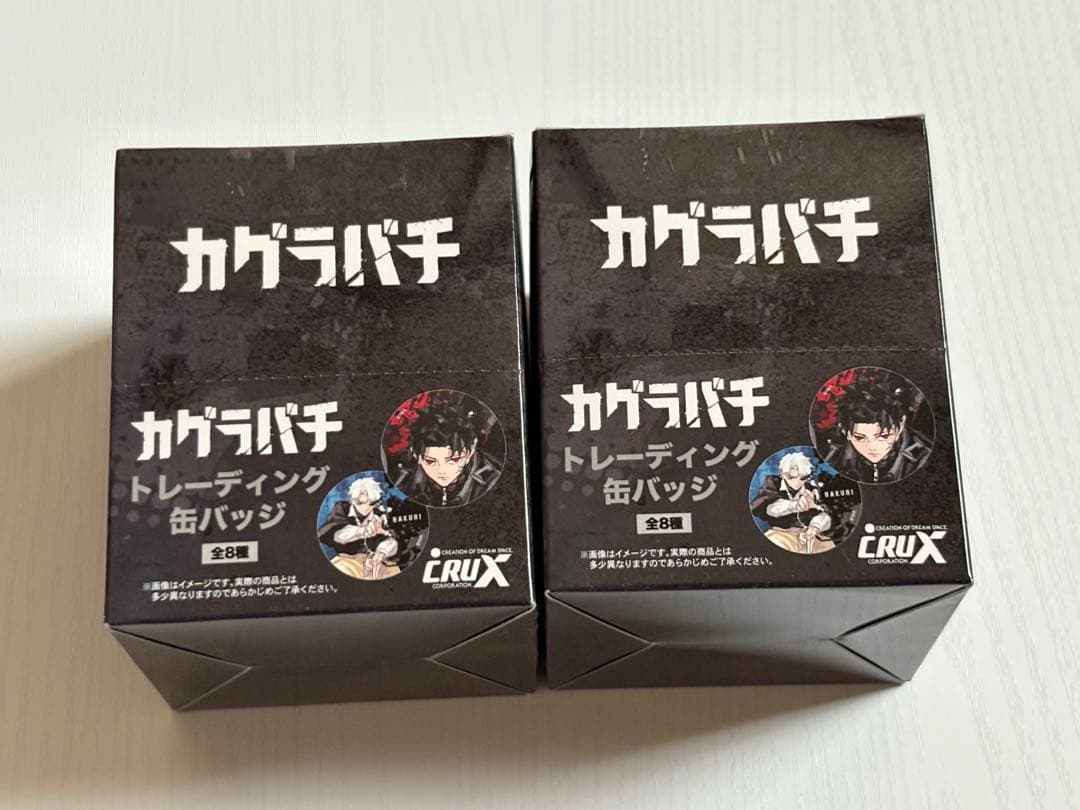 カグラバチ
カグラバチ
トレーディング
缶バッジ
全8種
HAKURI
※画像はイメージです。実際の商品とは
多少異なりますのであらかじめご了承ください。
CREATION OF DREAM SPACE.
CRUX
CORPORATION
カグラバチ
カグラバチ
トレーディング
缶バッジ
全8種
HAKURI
※画像はイメージです。実際の商品とは
多少異なりますのであらかじめご了承ください。
CREATION OF DREAM SPACE.
CRUX
CORPORATION